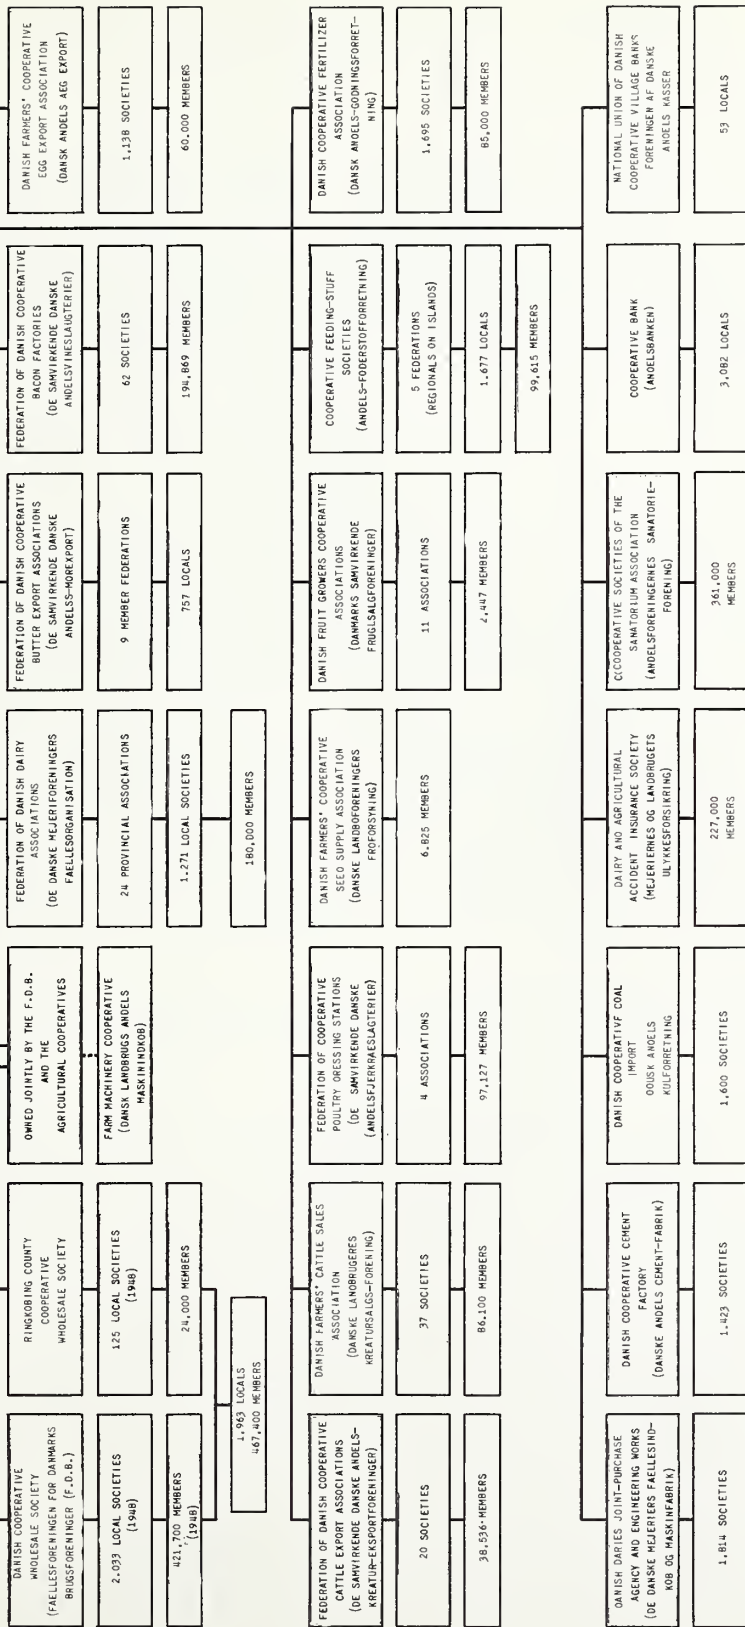 DANISH COOPERATIVE
WHOLESALE SOCIETY
(FAELLESFORENINGEN FOR DANMARKS
BRUGSFORENINGER (F.D.B.)
2,033 LOCAL SOCIETIES
(1948)
421,700 MEMBERS
(1948)
RINGKOBING COUNTY
COOPERATIVE
WHOLESALE SOCIETY
125 LOCAL SOCIETIES
(1948)
24,000 MEMBERS
1,963 LOCALS
467,400 MEMBERS
OWNED JOINTLY BY THE F.D.B.
AND THE
AGRICULTURAL COOPERATIVES
FARM MACHINERY COOPERATIVE
(DANSK LANDBRUGS ANDELS
MASKININDKOB)
FEDERATION OF DANISH DAIRY
ASSOCIATIONS
(DE DANSKE MEJERIFORENINGERS
FAELLESORGANISATION)
24 PROVINCIAL ASSOCIATIONS
1.271 LOCAL SOCIETIES
180,000 MEMBERS
FEDERATION OF DANISH COOPERATIVE
BUTTER EXPORT ASSOCIATIONS
(DE SAMVIRKENDE DANSKE
ANDELSS-MOREXPORT)
9 MEMBER FEDERATIONS
757 LOCALS
FEDERATION OF DANISH COOPERATIVE
BACON FACTORIES
(DE SAMVIRKENDE DANSKE
ANDELSVINESLAUGTERIER)
62 SOCIETIES
194,869 MEMBERS
DANISH FARMERS' COOPERATIVE
EGG EXPORT ASSOCIATION
(DANSK ANDELS AEG EXPORT)
1,138 SOCIETIES
60,000 MEMBERS
FEDERATION OF DANISH COOPERATIVE
CATTLE EXPORT ASSOCIATIONS
(DE SAMVIRKENDE DANSKE ANDELS-
KREATUR-EKSPORTFORENINGER)
20 SOCIETIES
38,536 MEMBERS
DANISH FARMERS' CATTLE SALES
ASSOCIATION
(DANSKE LANDBRUGERES
KREATURSALGS-FORENING)
37 SOCIETIES
86,100 MEMBERS
FEDERATION OF COOPERATIVE
POULTRY DRESSING STATIONS
(DE SAMVIRKENDE DANSKE
(ANDELSFJERKRAESLAGTERIER)
4 ASSOCIATIONS
97,127 MEMBERS
DANISH FARMERS' COOPERATIVE
SEED SUPPLY ASSOCIATION
(DANSKE LANDBOFORENINGERS
FROFORSYNING)
6,825 MEMBERS
DANISH FRUIT GROWERS COOPERATIVE
ASSOCIATIONS
(DANMARKS SAMVIRKENDE
FRUGLSALGFORENINGER)
11 ASSOCIATIONS
2,447 MEMBERS
COOPERATIVE FEEDING-STUFF
SOCIETIES
(ANDELS-FODERSTOFFORRETNING)
5 FEDERATIONS
(REGIONALS ON ISLANDS)
1,677 LOCALS
99,615 MEMBERS
DANISH COOPERATIVE FERTILIZER
ASSOCIATION
(DANSK ANOELS-GODNINGSFORRET-
NING)
1,695 SOCIETIES
85,000 MEMBERS
DANISH DARIES JOINT-PURCHASE
AGENCY AND ENGINEERING WORKS
(DE DANSKE MEJERIERS FAELLESIND-
KOB OG MASKINFABRIK)
1,814 SOCIETIES
DANISH COOPERATIVE CEMENT
FACTORY
(DANSKE ANDELS CEMENT-FABRIK)
1.423 SOCIETIES
DANISH COOPERATIVE COAL
IMPORT
OOUSK ANOELS
KULFORRETNING
1,600 SOCIETIES
DAIRY AND AGRICULTURAL
ACCIDENT INSURANCE SOCIETY
(MEJERIERNES OG LANDBRUGETS
ULYKKESFORSIKRING)
227,000
MEMBERS
C(COOPERATIVE SOCIETIES OF THE
SANATORIUM ASSOCIATION
(ANDELSFORENINGERNES SANATORIE-
FORENING)
361,000
MEMBERS
COOPERATIVE BANK
(ANOELSBANKEN)
3,082 LOCALS
NATIONAL UNION OF DANISH
COOPERATIVE VILLAGE BANKS
FORENINGEN AF DANSKE
ANOELS KASSER
53 LOCALS